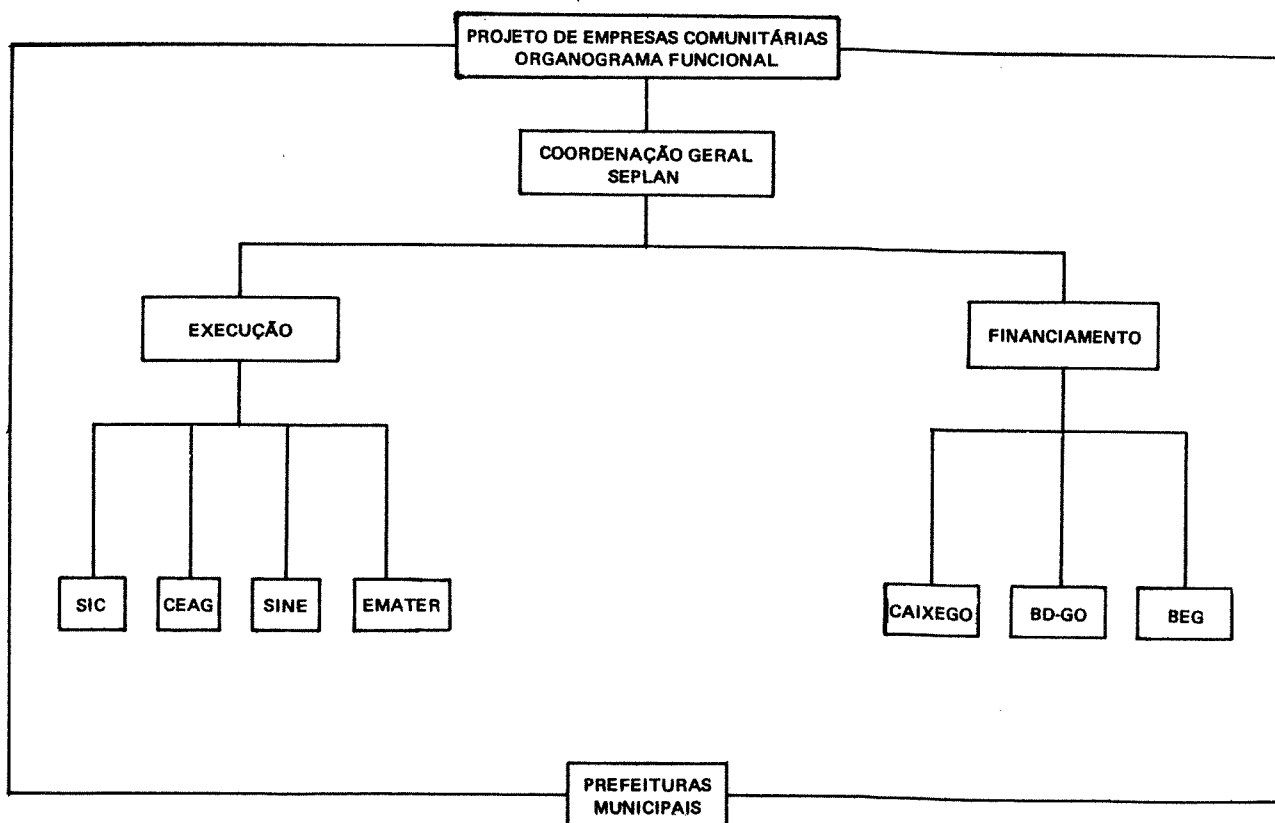 PROJETO DE EMPRESAS COMUNITÁRIAS
ORGANOGRAMA FUNCIONAL
COORDENAÇÃO GERAL
SEPLAN
EXECUÇÃO
FINANCIAMENTO
SIC
CEAG
SINE
EMATER
CAIXEGO
BD-GO
BEG
PREFEITURAS
MUNICIPAIS